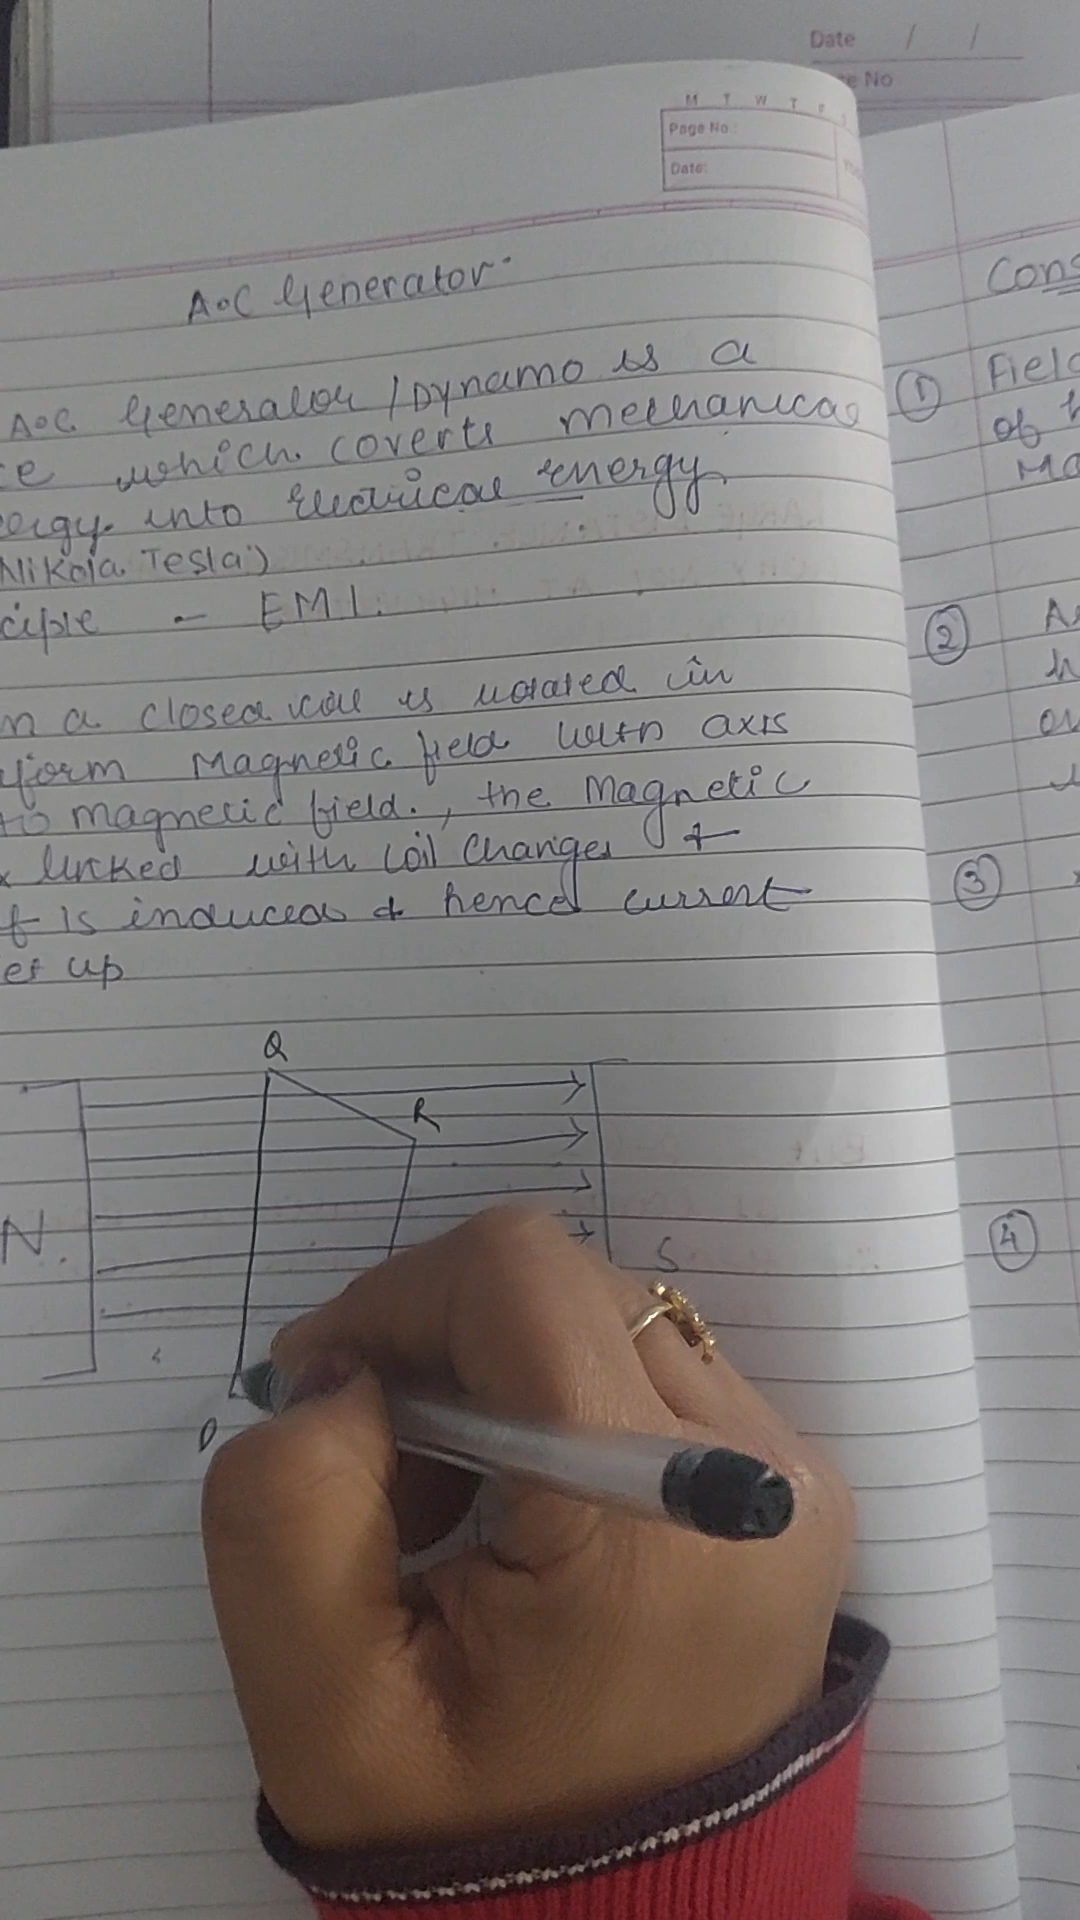 Date / /
e No
M T W T F S
Page No.:
Date:
A.C Generator
A.C. Generator / Dynamo is a
ce which coverts mechanical
ergy into Electrical energy
Nikola Tesla)
ciple - EMI.
n a closed coil is rotated in
form Magnetic field with axis
to magnetic field., the Magnetic
x linked with coil changes +
f is induced & hence current
et up
Q
R
N.
S
P
Cons
① Field
of h
Ma
②
h
③
④